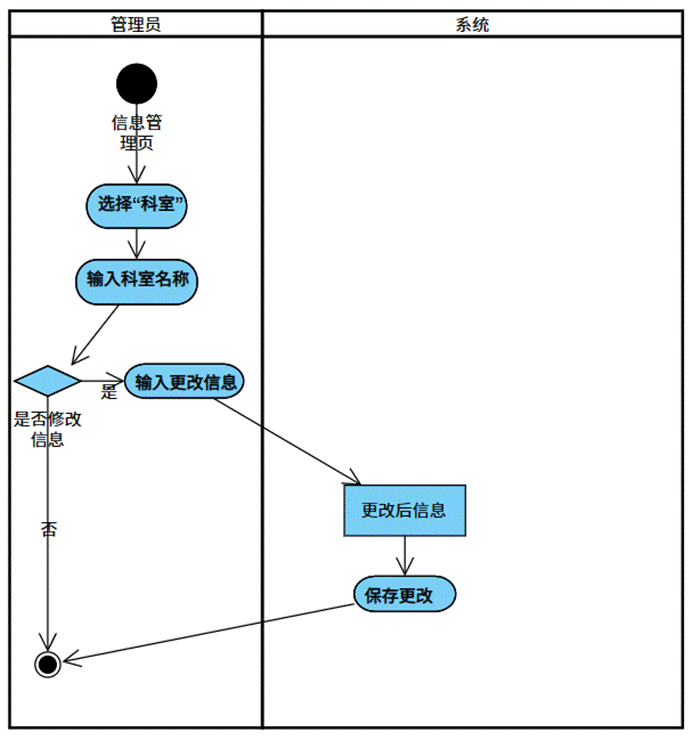 管理员
系统
信息管
理页
选择“科室”
输入科室名称
是
输入更改信息
是否修改
信息
更改后信息
否
保存更改